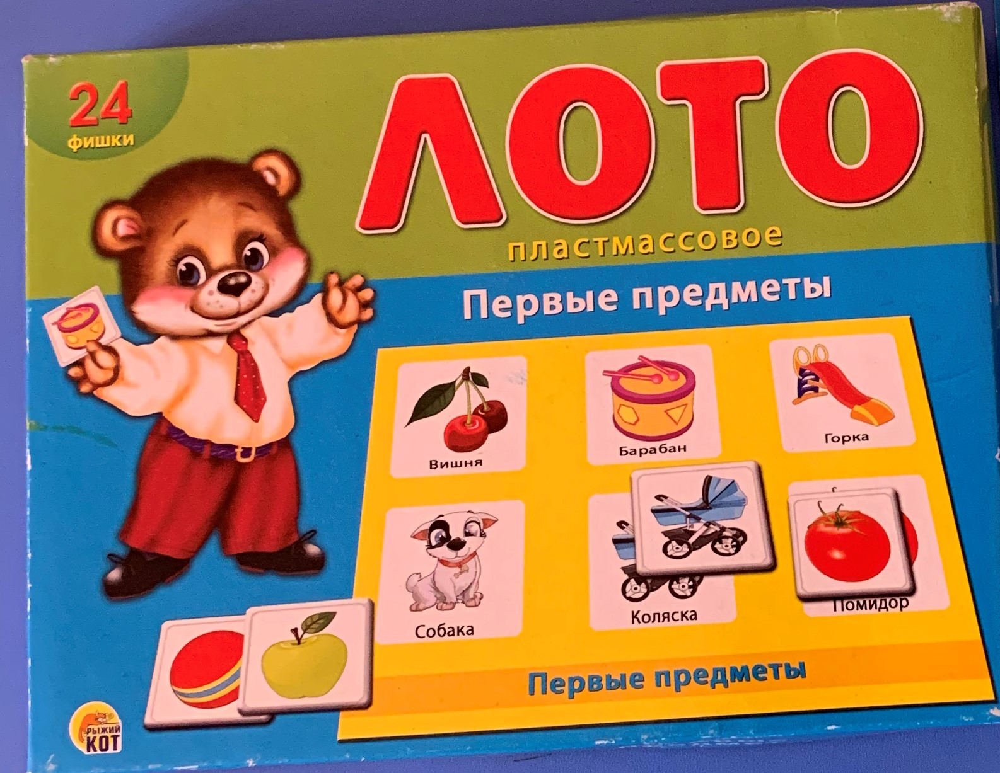 24
фишки
ЛОТО
пластмассовое
Первые предметы
Вишня
Барабан
Горка
Собака
Коляска
Помидор
Первые предметы
РЫЖИЙ
КОТ